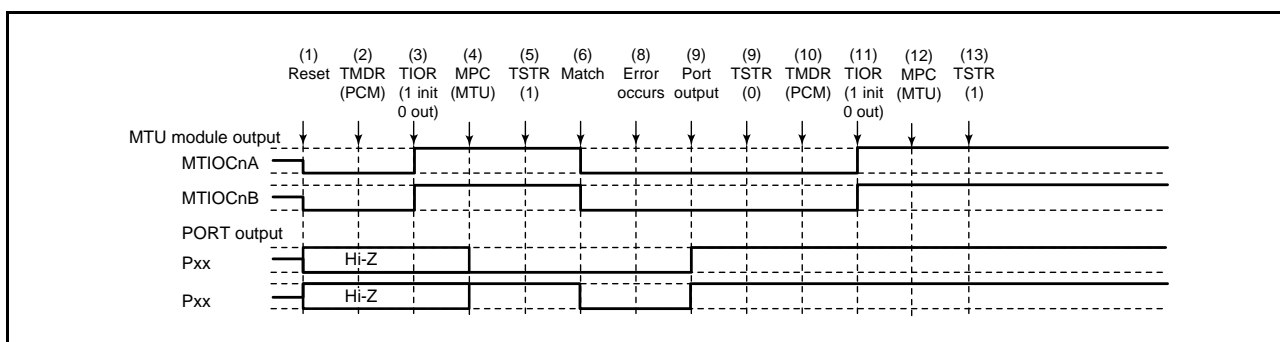 (1) (2) (3) (4) (5) (6) (8) (9) (9) (10) (11) (12) (13)
Reset TMDR TIOR MPC TSTR Match Error Port TSTR TMDR TIOR MPC TSTR
(PCM) (1 init (MTU) (1) occurs output (0) (PCM) (1 init (MTU) (1)
0 out) 0 out)
MTU module output
MTIOCnA
MTIOCnB
PORT output
Pxx Hi-Z
Pxx Hi-Z